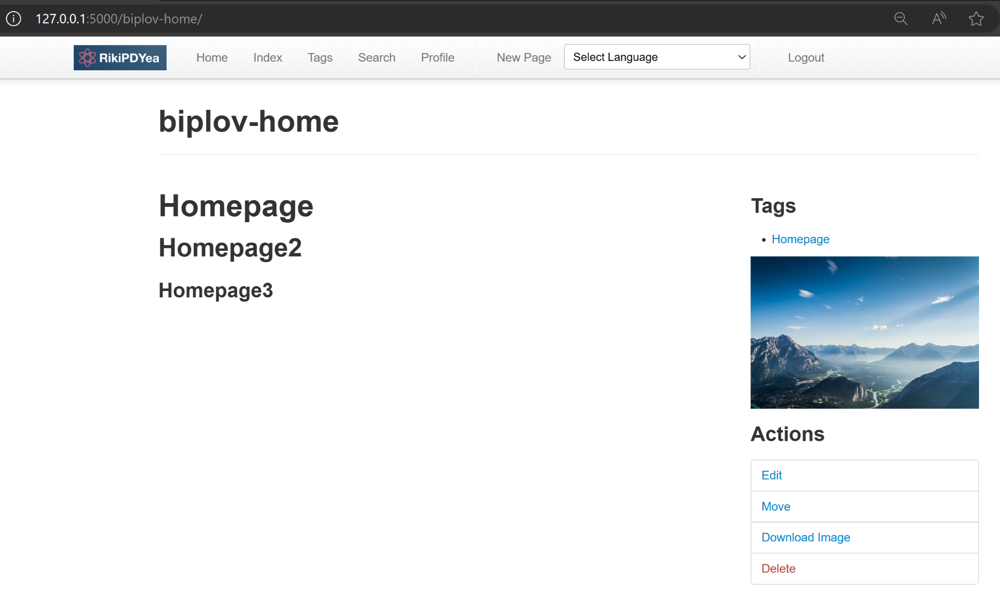 127.0.0.1:5000/biplov-home/
RikiPDYea Home Index Tags Search Profile New Page Select Language Logout
biplov-home
Homepage
Homepage2
Homepage3
Tags
Homepage
Actions
Edit
Move
Download Image
Delete